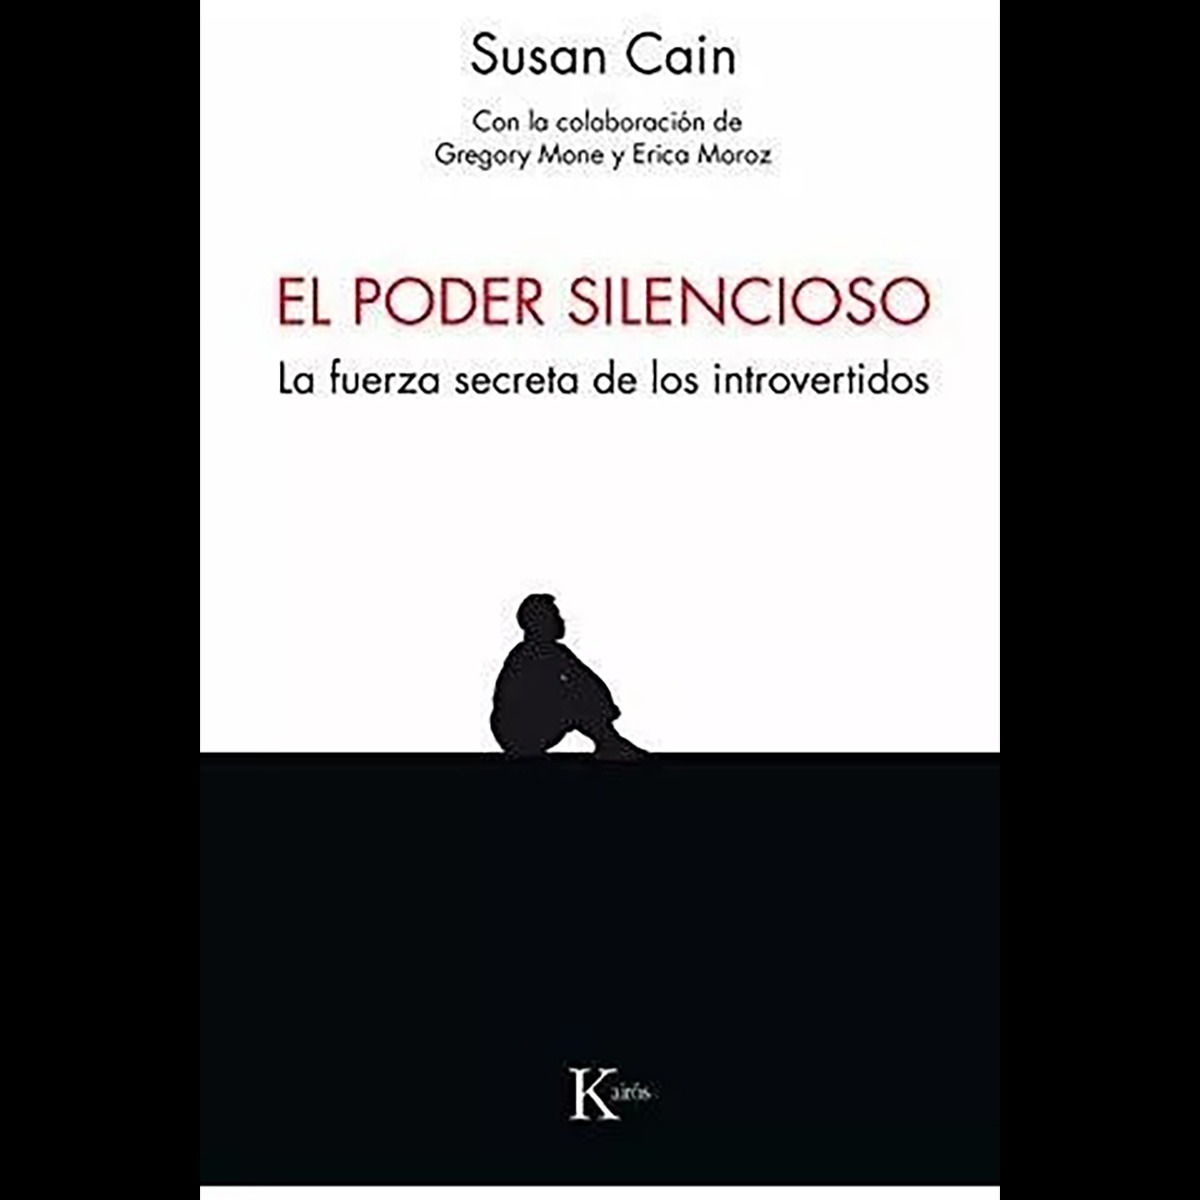 Susan Cain
Con la colaboración de
Gregory Mone y Erica Moroz
EL PODER SILENCIOSO
La fuerza secreta de los introvertidos
Kairós